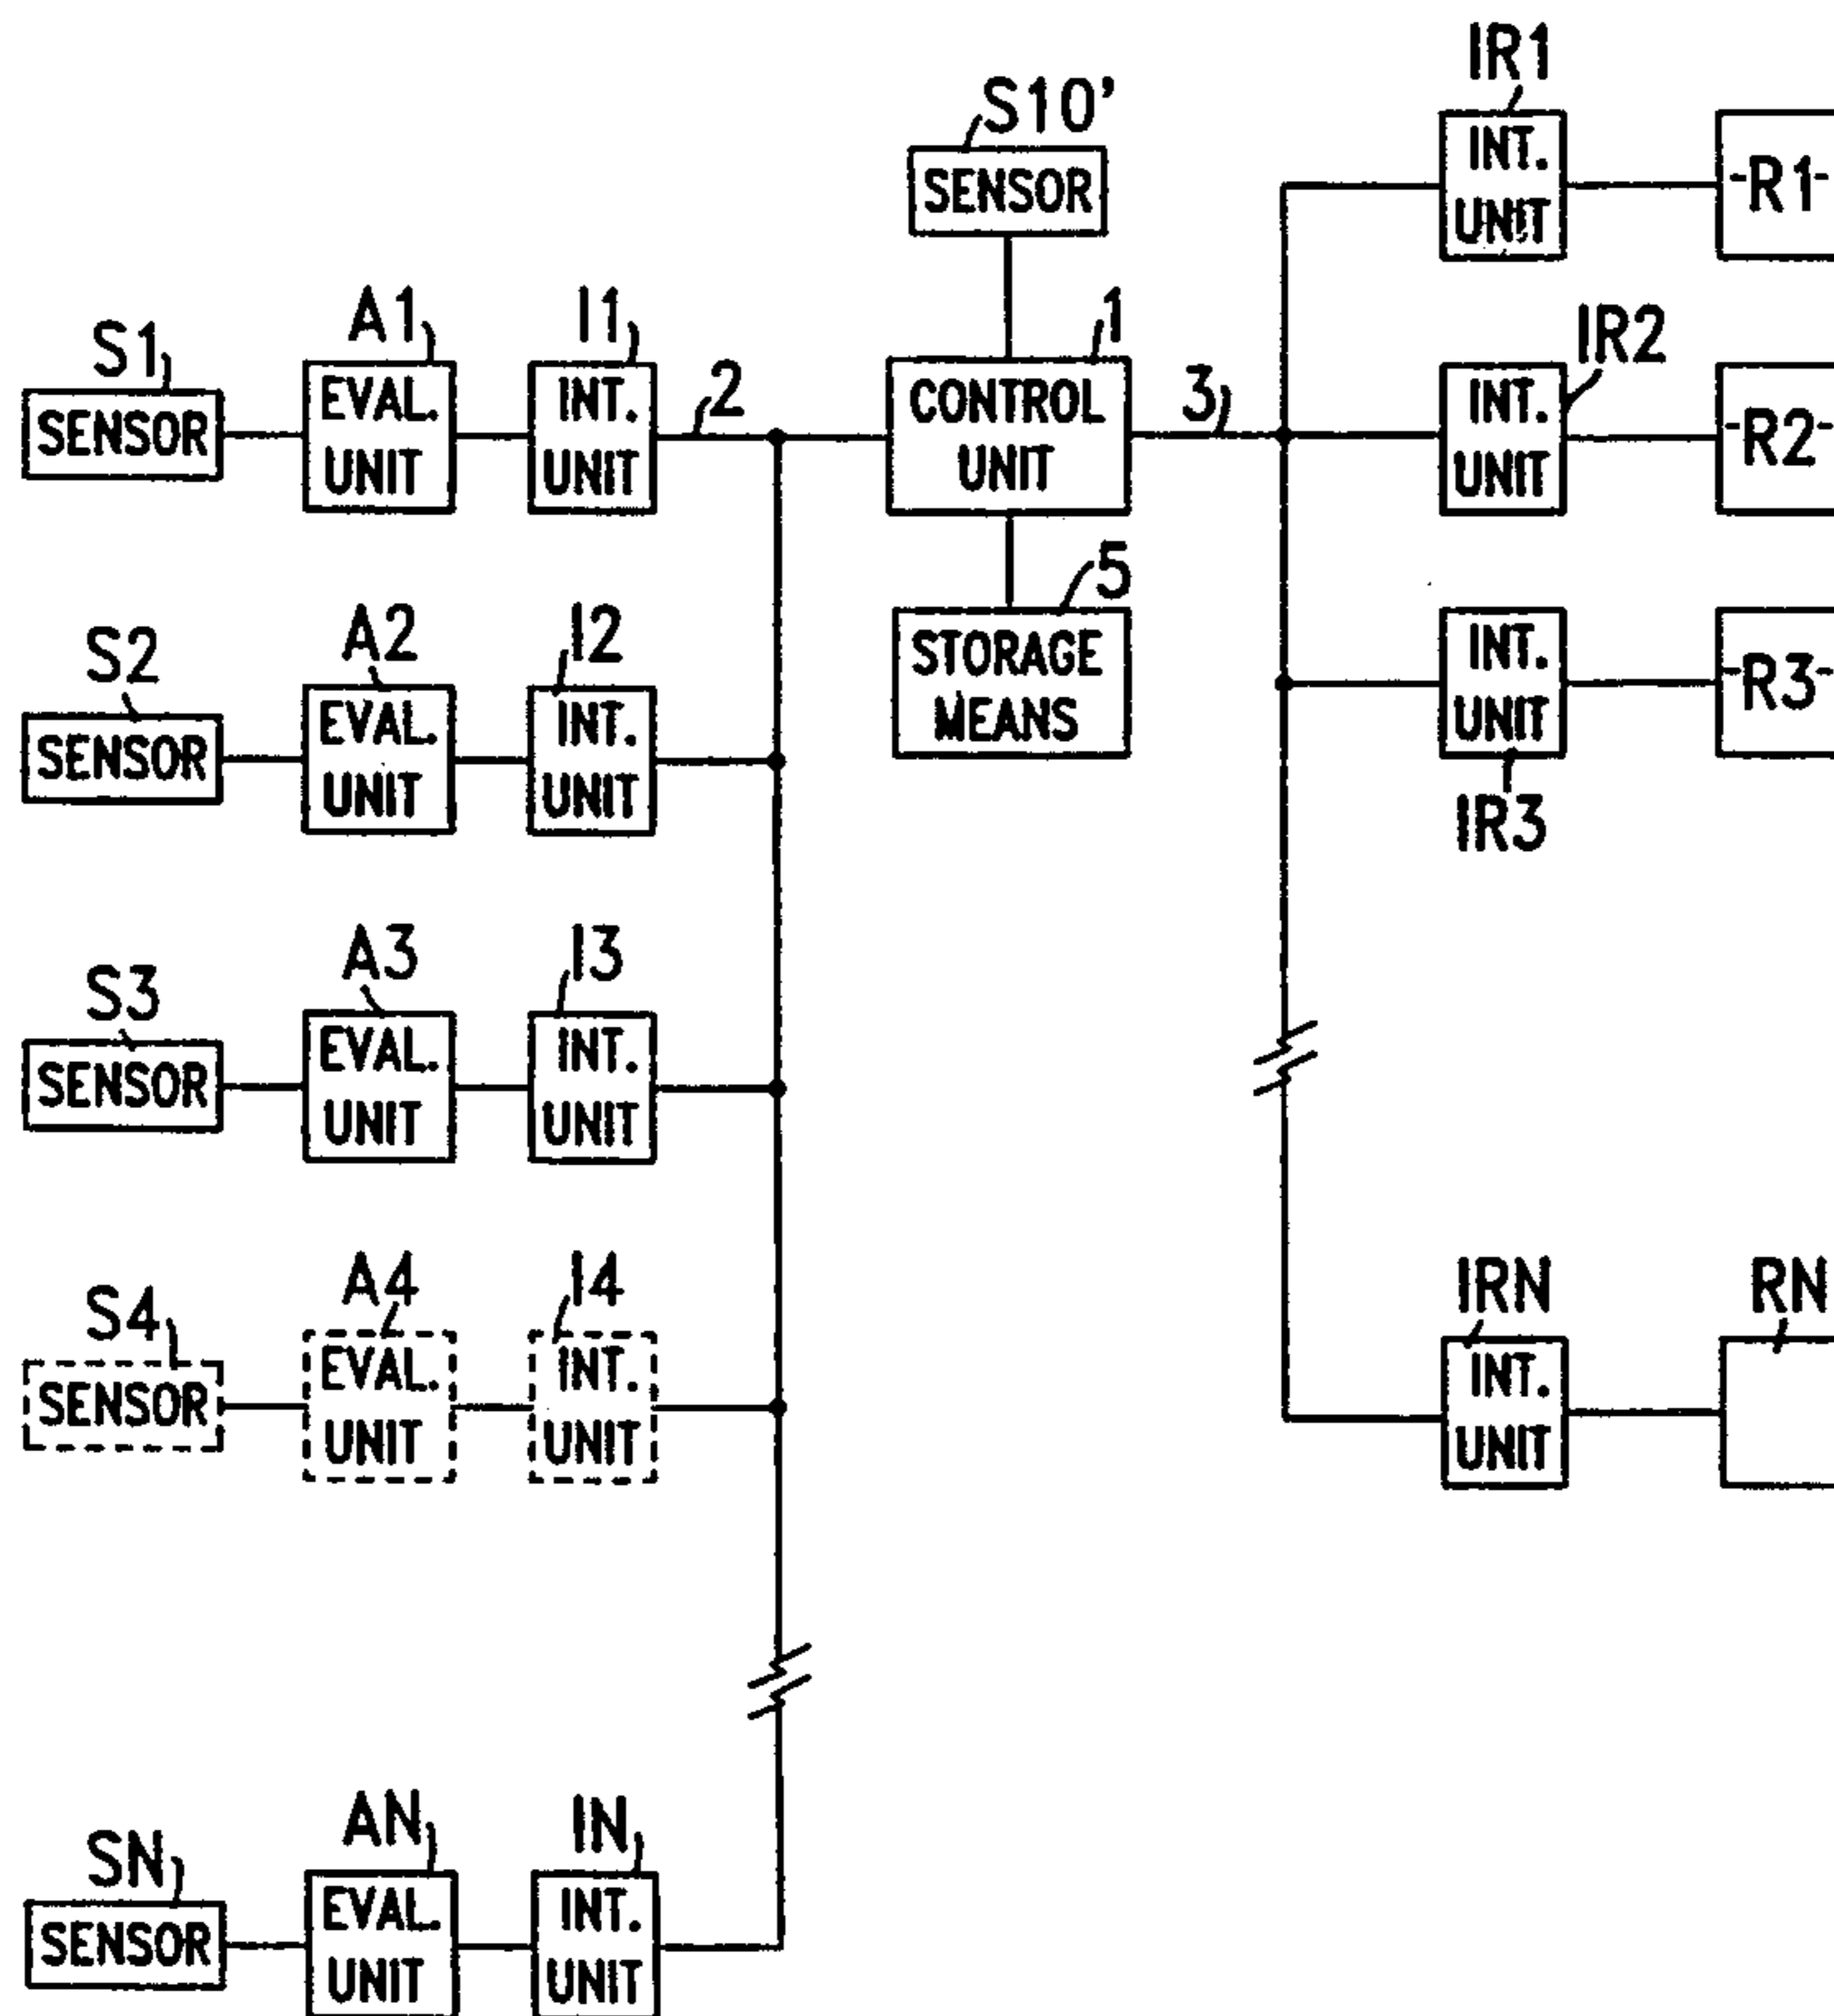 IR1
S10'
INT.
UNIT
-R1-
SENSOR
S1
A1
I1
2
1
3
IR2
SENSOR
EVAL.
UNIT
INT.
UNIT
CONTROL
UNIT
INT.
UNIT
-R2-
5
S2
A2
I2
STORAGE
MEANS
INT.
UNIT
-R3-
SENSOR
EVAL.
UNIT
INT.
UNIT
IR3
S3
A3
I3
SENSOR
EVAL.
UNIT
INT.
UNIT
S4
A4
I4
IRN
RN
SENSOR
EVAL.
UNIT
INT.
UNIT
INT.
UNIT
SN
AN
IN
SENSOR
EVAL.
UNIT
INT.
UNIT